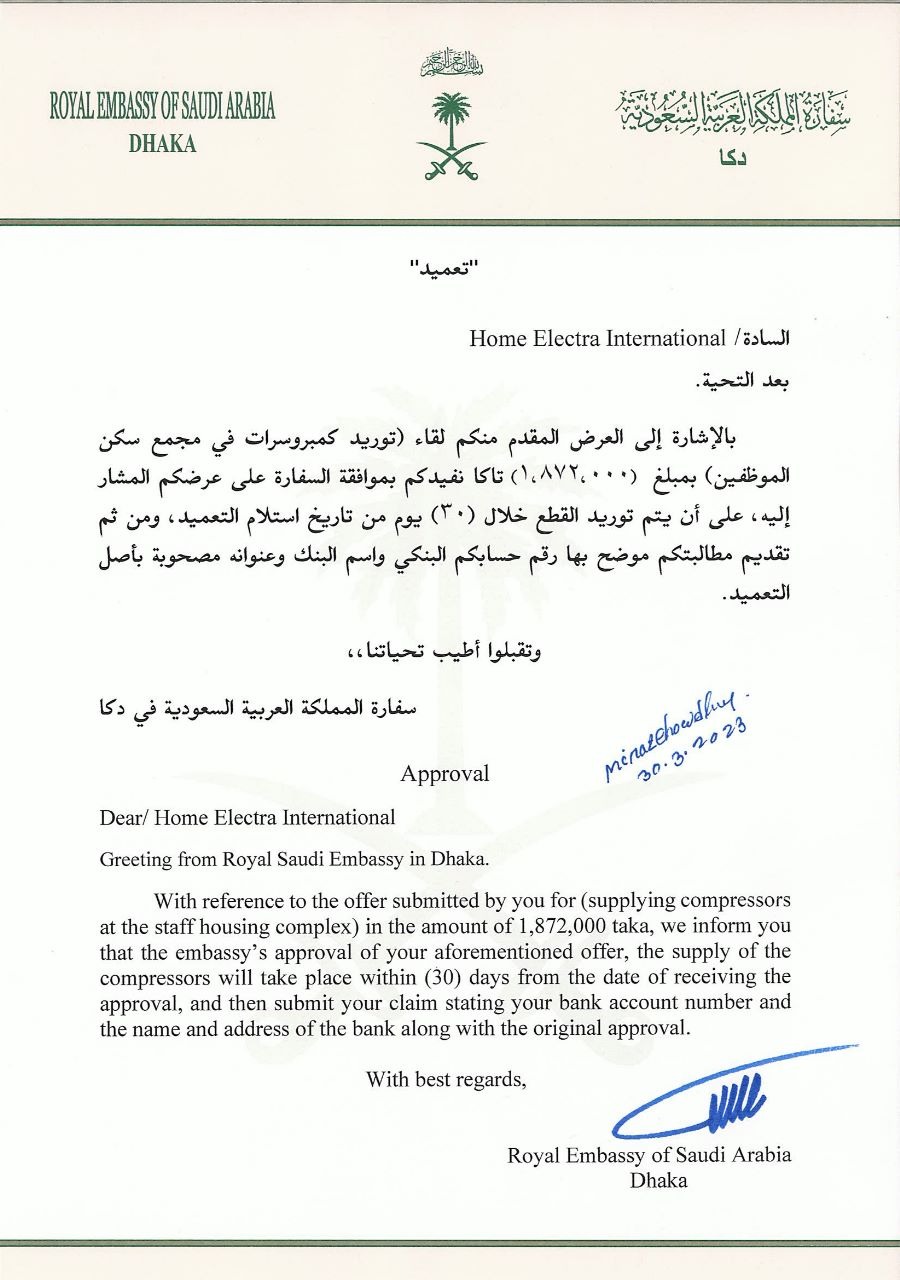 ROYAL EMBASSY OF SAUDI ARABIA
DHAKA
بسم الله الرحمن الرحيم
سفارة المملكة العربية السعودية
دكا
"تعميد"
السادة/ Home Electra International
بعد التحية.
بالإشارة إلى العرض المقدم منكم لقاء (توريد كمبروسرات في مجمع سكن
الموظفين) بمبلغ (١،٨٧٢،٠٠٠) تاكا نفيدكم بموافقة السفارة على عرضكم المشار
إليه، على أن يتم توريد القطع خلال (٣٠) يوم من تاريخ استلام التعميد، ومن ثم
تقديم مطالبتكم موضح بها رقم حسابكم البنكي واسم البنك وعنوانه مصحوبة بأصل
التعميد.
وتقبلوا أطيب تحياتنا،،
سفارة المملكة العربية السعودية في دكا
30.3.2023
Approval
Dear/ Home Electra International
Greeting from Royal Saudi Embassy in Dhaka.
With reference to the offer submitted by you for (supplying compressors
at the staff housing complex) in the amount of 1,872,000 taka, we inform you
that the embassy's approval of your aforementioned offer, the supply of the
compressors will take place within (30) days from the date of receiving the
approval, and then submit your claim stating your bank account number and
the name and address of the bank along with the original approval.
With best regards,
Royal Embassy of Saudi Arabia
Dhaka